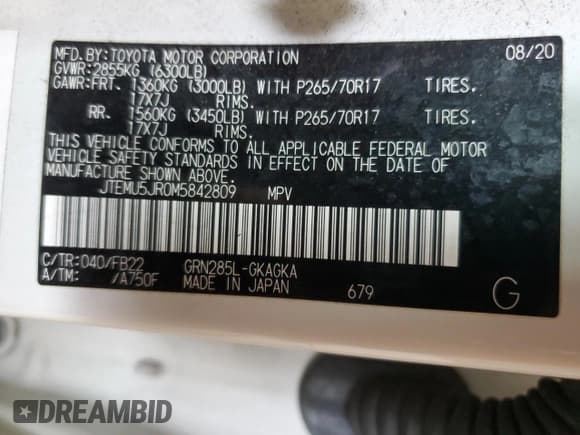 MFD.BY:TOYOTA MOTOR CORPORATION 08/20
GVWR:2855KG (6300LB)
GAWR:FRT. 1360KG (3000LB) WITH P265/70R17 TIRES.
17X7J RIMS.
RR. 1560KG (3450LB) WITH P265/70R17 TIRES.
17X7J RIMS.
THIS VEHICLE CONFORMS TO ALL APPLICABLE FEDERAL MOTOR
VEHICLE SAFETY STANDARDS IN EFFECT ON THE DATE OF
MANUFACTURE SHOWN ABOVE.
JTEMU5JR0M5842809 MPV
C/TR:040/FB22 GRN285L-GKAGKA
A/TM: /A750F MADE IN JAPAN 679 G
DREAMBID